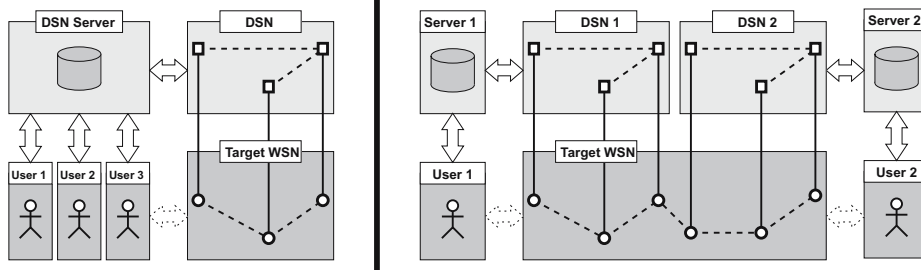 DSN Server
DSN
User 1
User 2
User 3
Target WSN
Server 1
DSN 1
DSN 2
Server 2
User 1
Target WSN
User 2